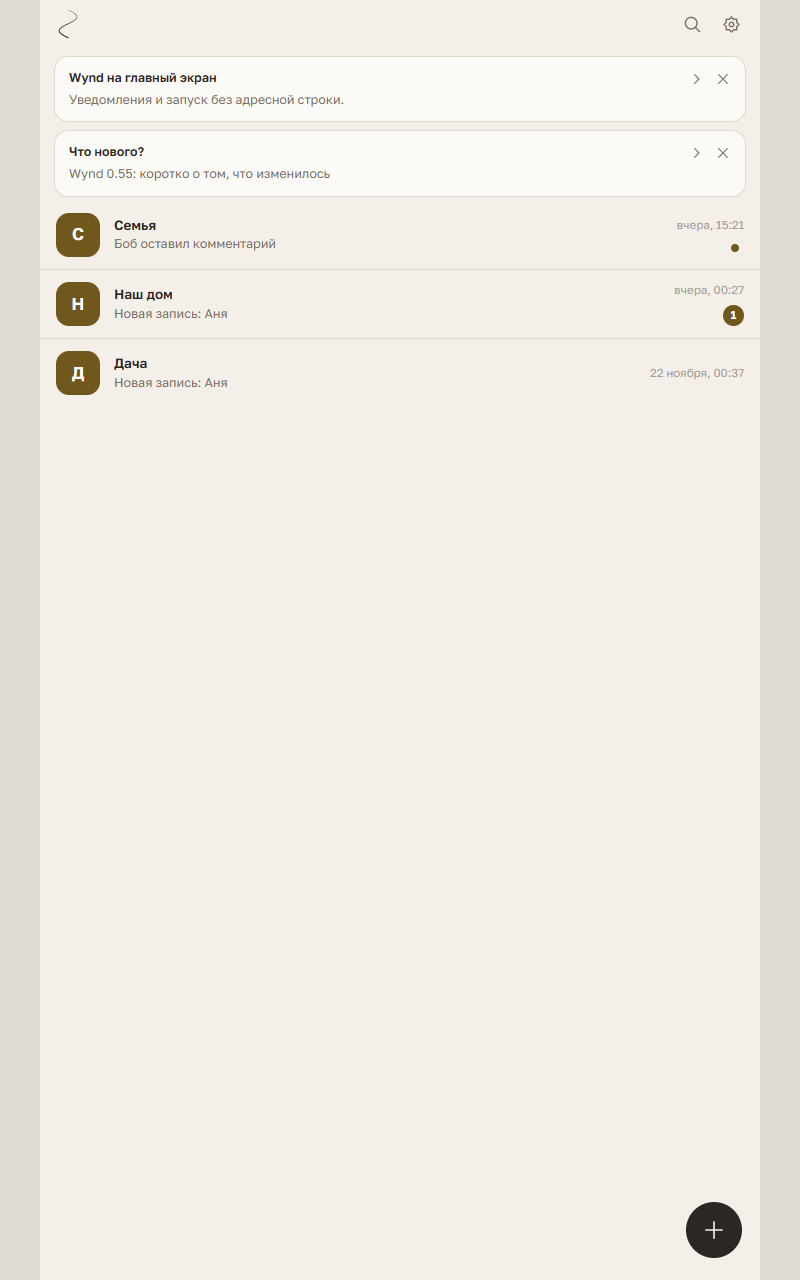 Wynd на главный экран
Уведомления и запуск без адресной строки.
Что нового?
Wynd 0.55: коротко о том, что изменилось
С
Семья
вчера, 15:21
Боб оставил комментарий
Н
Наш дом
вчера, 00:27
Новая запись: Аня
1
Д
Дача
22 ноября, 00:37
Новая запись: Аня